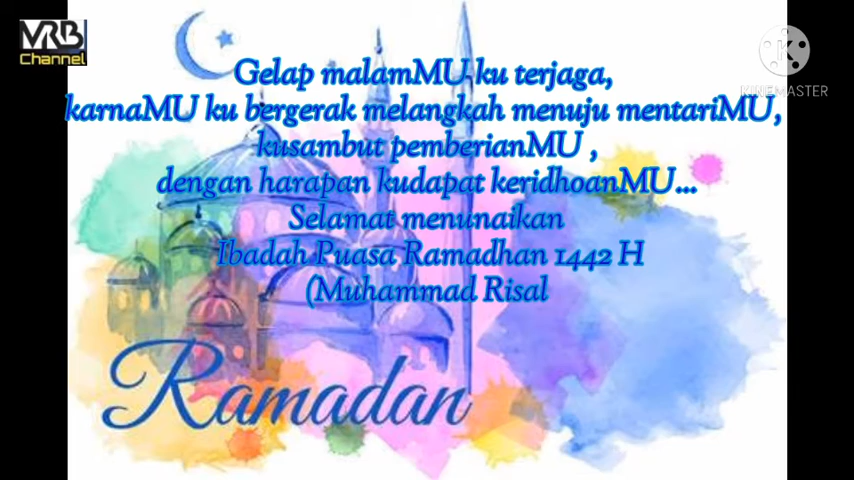 MRB
Channel
KINEMASTER
Gelap malamMU ku terjaga,
karnaMU ku bergerak melangkah menuju mentariMU,
kusambut pemberianMU ,
dengan harapan kudapat keridhoanMU...
Selamat menunaikan
Ibadah Puasa Ramadhan 1442 H
(Muhammad Risal
Ramadan